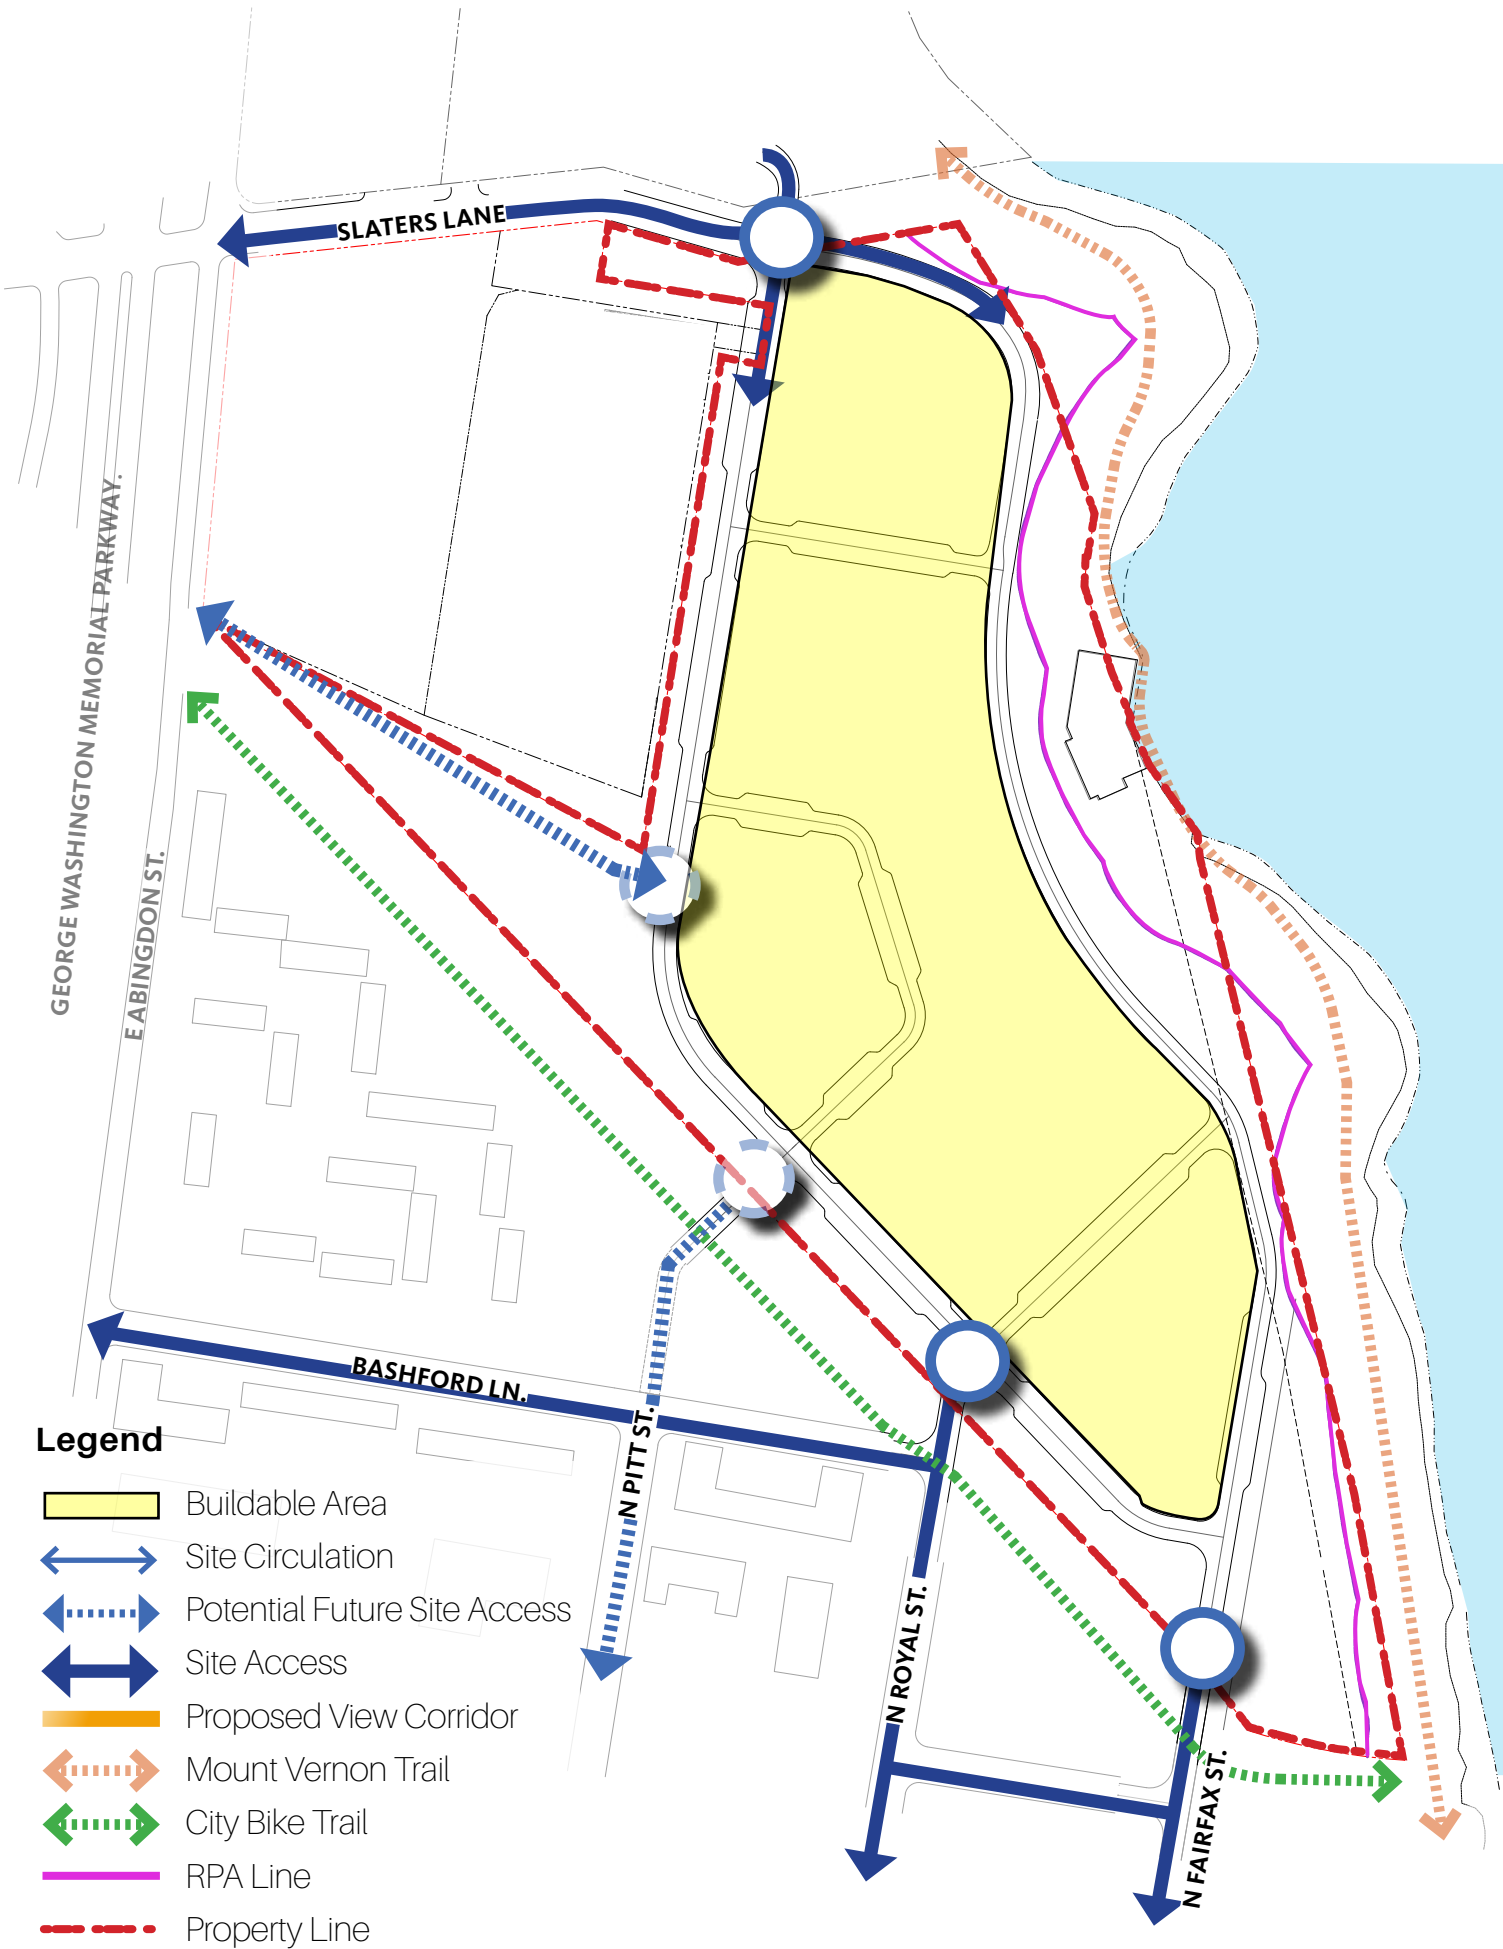 SLATERS LANE
GEORGE WASHINGTON MEMORIAL PARKWAY.
E ABINGDON ST.
BASHFORD LN.
N PITT ST.
N ROYAL ST.
N FAIRFAX ST.
Legend
Buildable Area
Site Circulation
Potential Future Site Access
Site Access
Proposed View Corridor
Mount Vernon Trail
City Bike Trail
RPA Line
Property Line